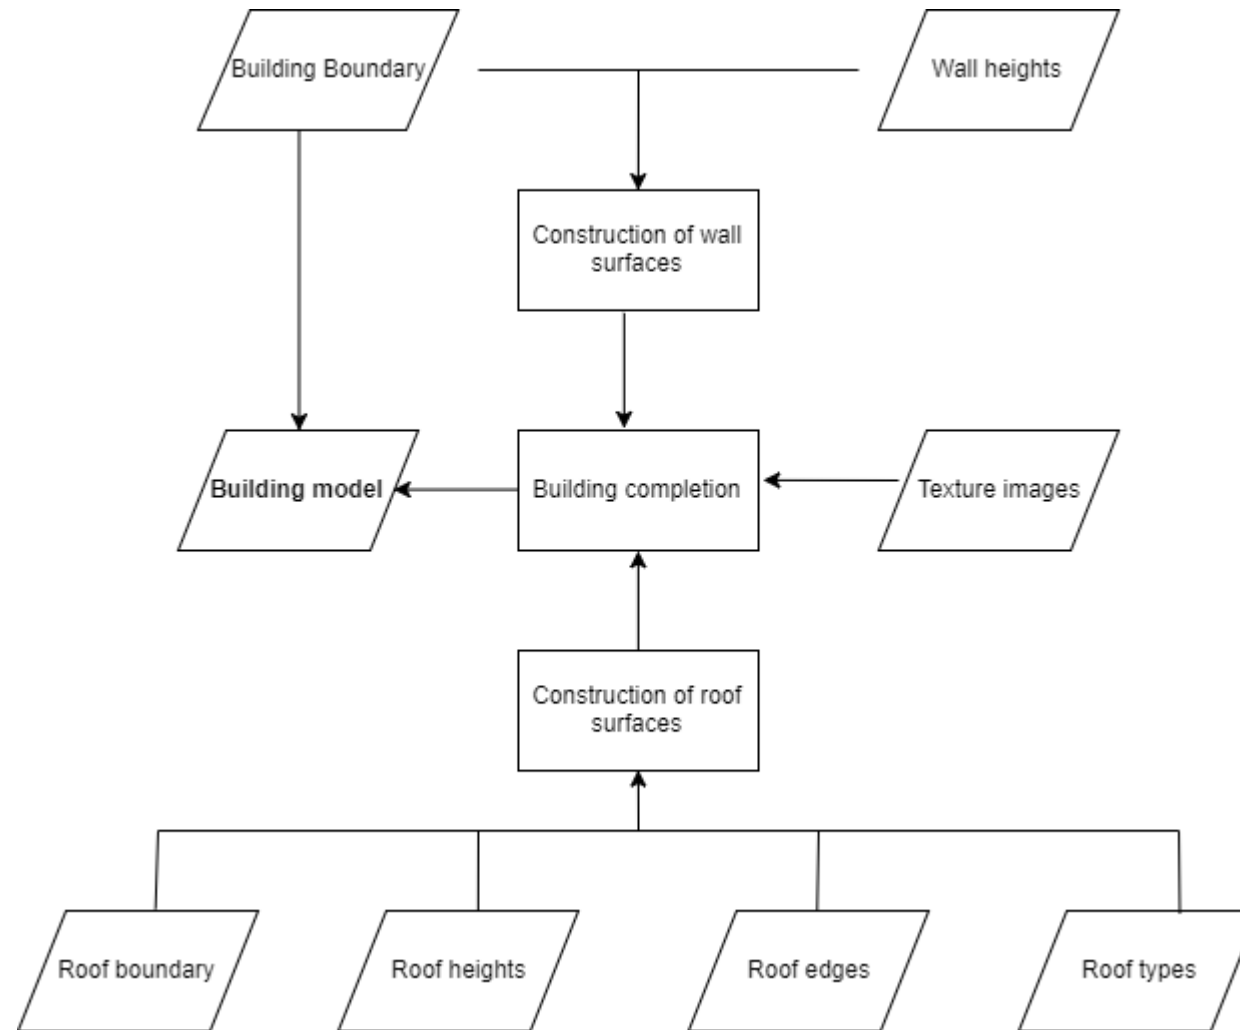 Building Boundary
Wall heights
Construction of wall
surfaces
Building model
Building completion
Texture images
Construction of roof
surfaces
Roof boundary
Roof heights
Roof edges
Roof types